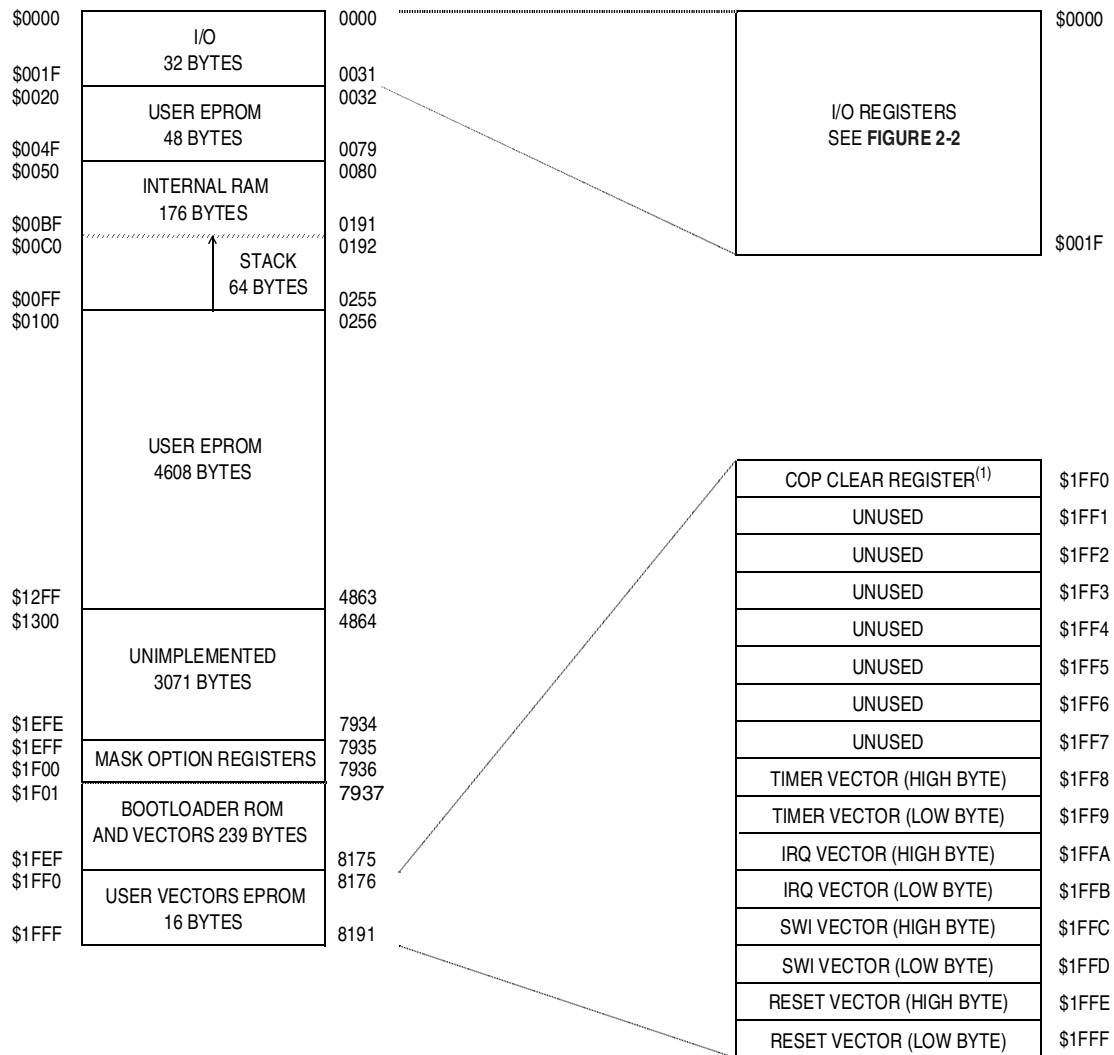 $0000 0000 $0000
I/O
32 BYTES
$001F 0031
$0020 0032
USER EPROM
48 BYTES
I/O REGISTERS
SEE FIGURE 2-2
$004F 0079
$0050 0080
INTERNAL RAM
176 BYTES
$00BF 0191
$00C0 0192
$001F
STACK
64 BYTES
$00FF 0255
$0100 0256
USER EPROM
4608 BYTES
$12FF 4863
$1300 4864
UNIMPLEMENTED
3071 BYTES
$1EFE 7934
$1EFF 7935
MASK OPTION REGISTERS
$1F00 7936
$1F01 7937
BOOTLOADER ROM
AND VECTORS 239 BYTES
$1FEF 8175
$1FF0 8176
USER VECTORS EPROM
16 BYTES
$1FFF 8191
COP CLEAR REGISTER(1) $1FF0
UNUSED $1FF1
UNUSED $1FF2
UNUSED $1FF3
UNUSED $1FF4
UNUSED $1FF5
UNUSED $1FF6
UNUSED $1FF7
TIMER VECTOR (HIGH BYTE) $1FF8
TIMER VECTOR (LOW BYTE) $1FF9
IRQ VECTOR (HIGH BYTE) $1FFA
IRQ VECTOR (LOW BYTE) $1FFB
SWI VECTOR (HIGH BYTE) $1FFC
SWI VECTOR (LOW BYTE) $1FFD
RESET VECTOR (HIGH BYTE) $1FFE
RESET VECTOR (LOW BYTE) $1FFF